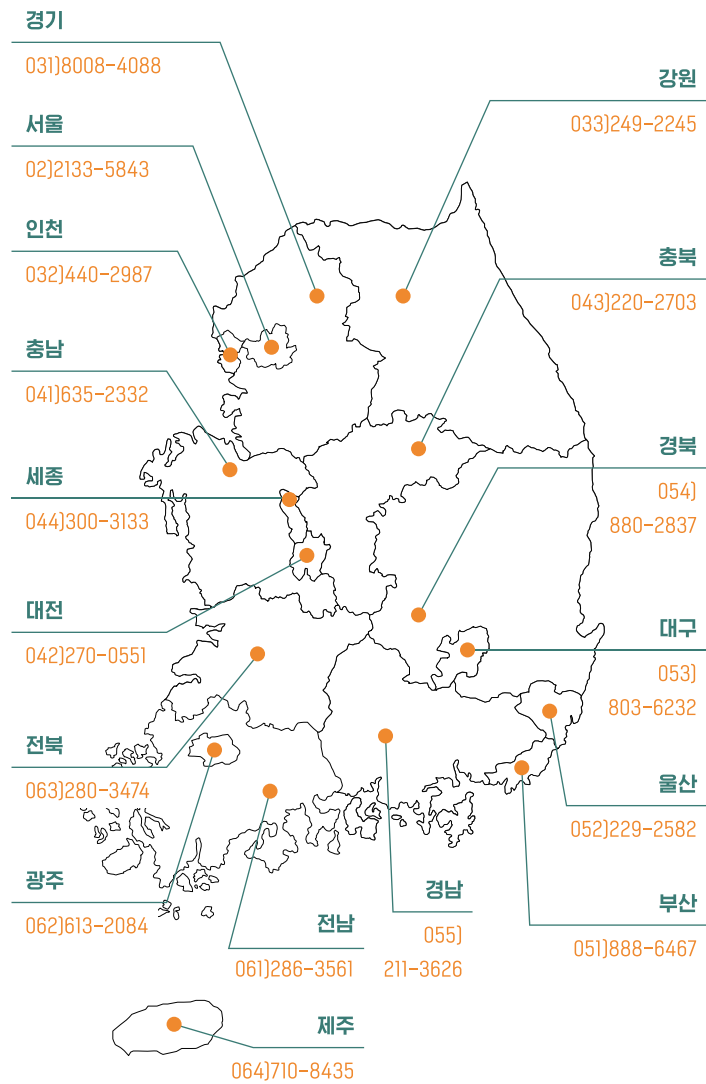 경기
031)8008-4088
서울
02)2133-5843
인천
032)440-2987
충남
041)635-2332
세종
044)300-3133
대전
042)270-0551
전북
063)280-3474
광주
062)613-2084
강원
033)249-2245
충북
043)220-2703
경북
054)
880-2837
대구
053)
803-6232
울산
052)229-2582
부산
051)888-6467
경남
055)
211-3626
전남
061)286-3561
제주
064)710-8435